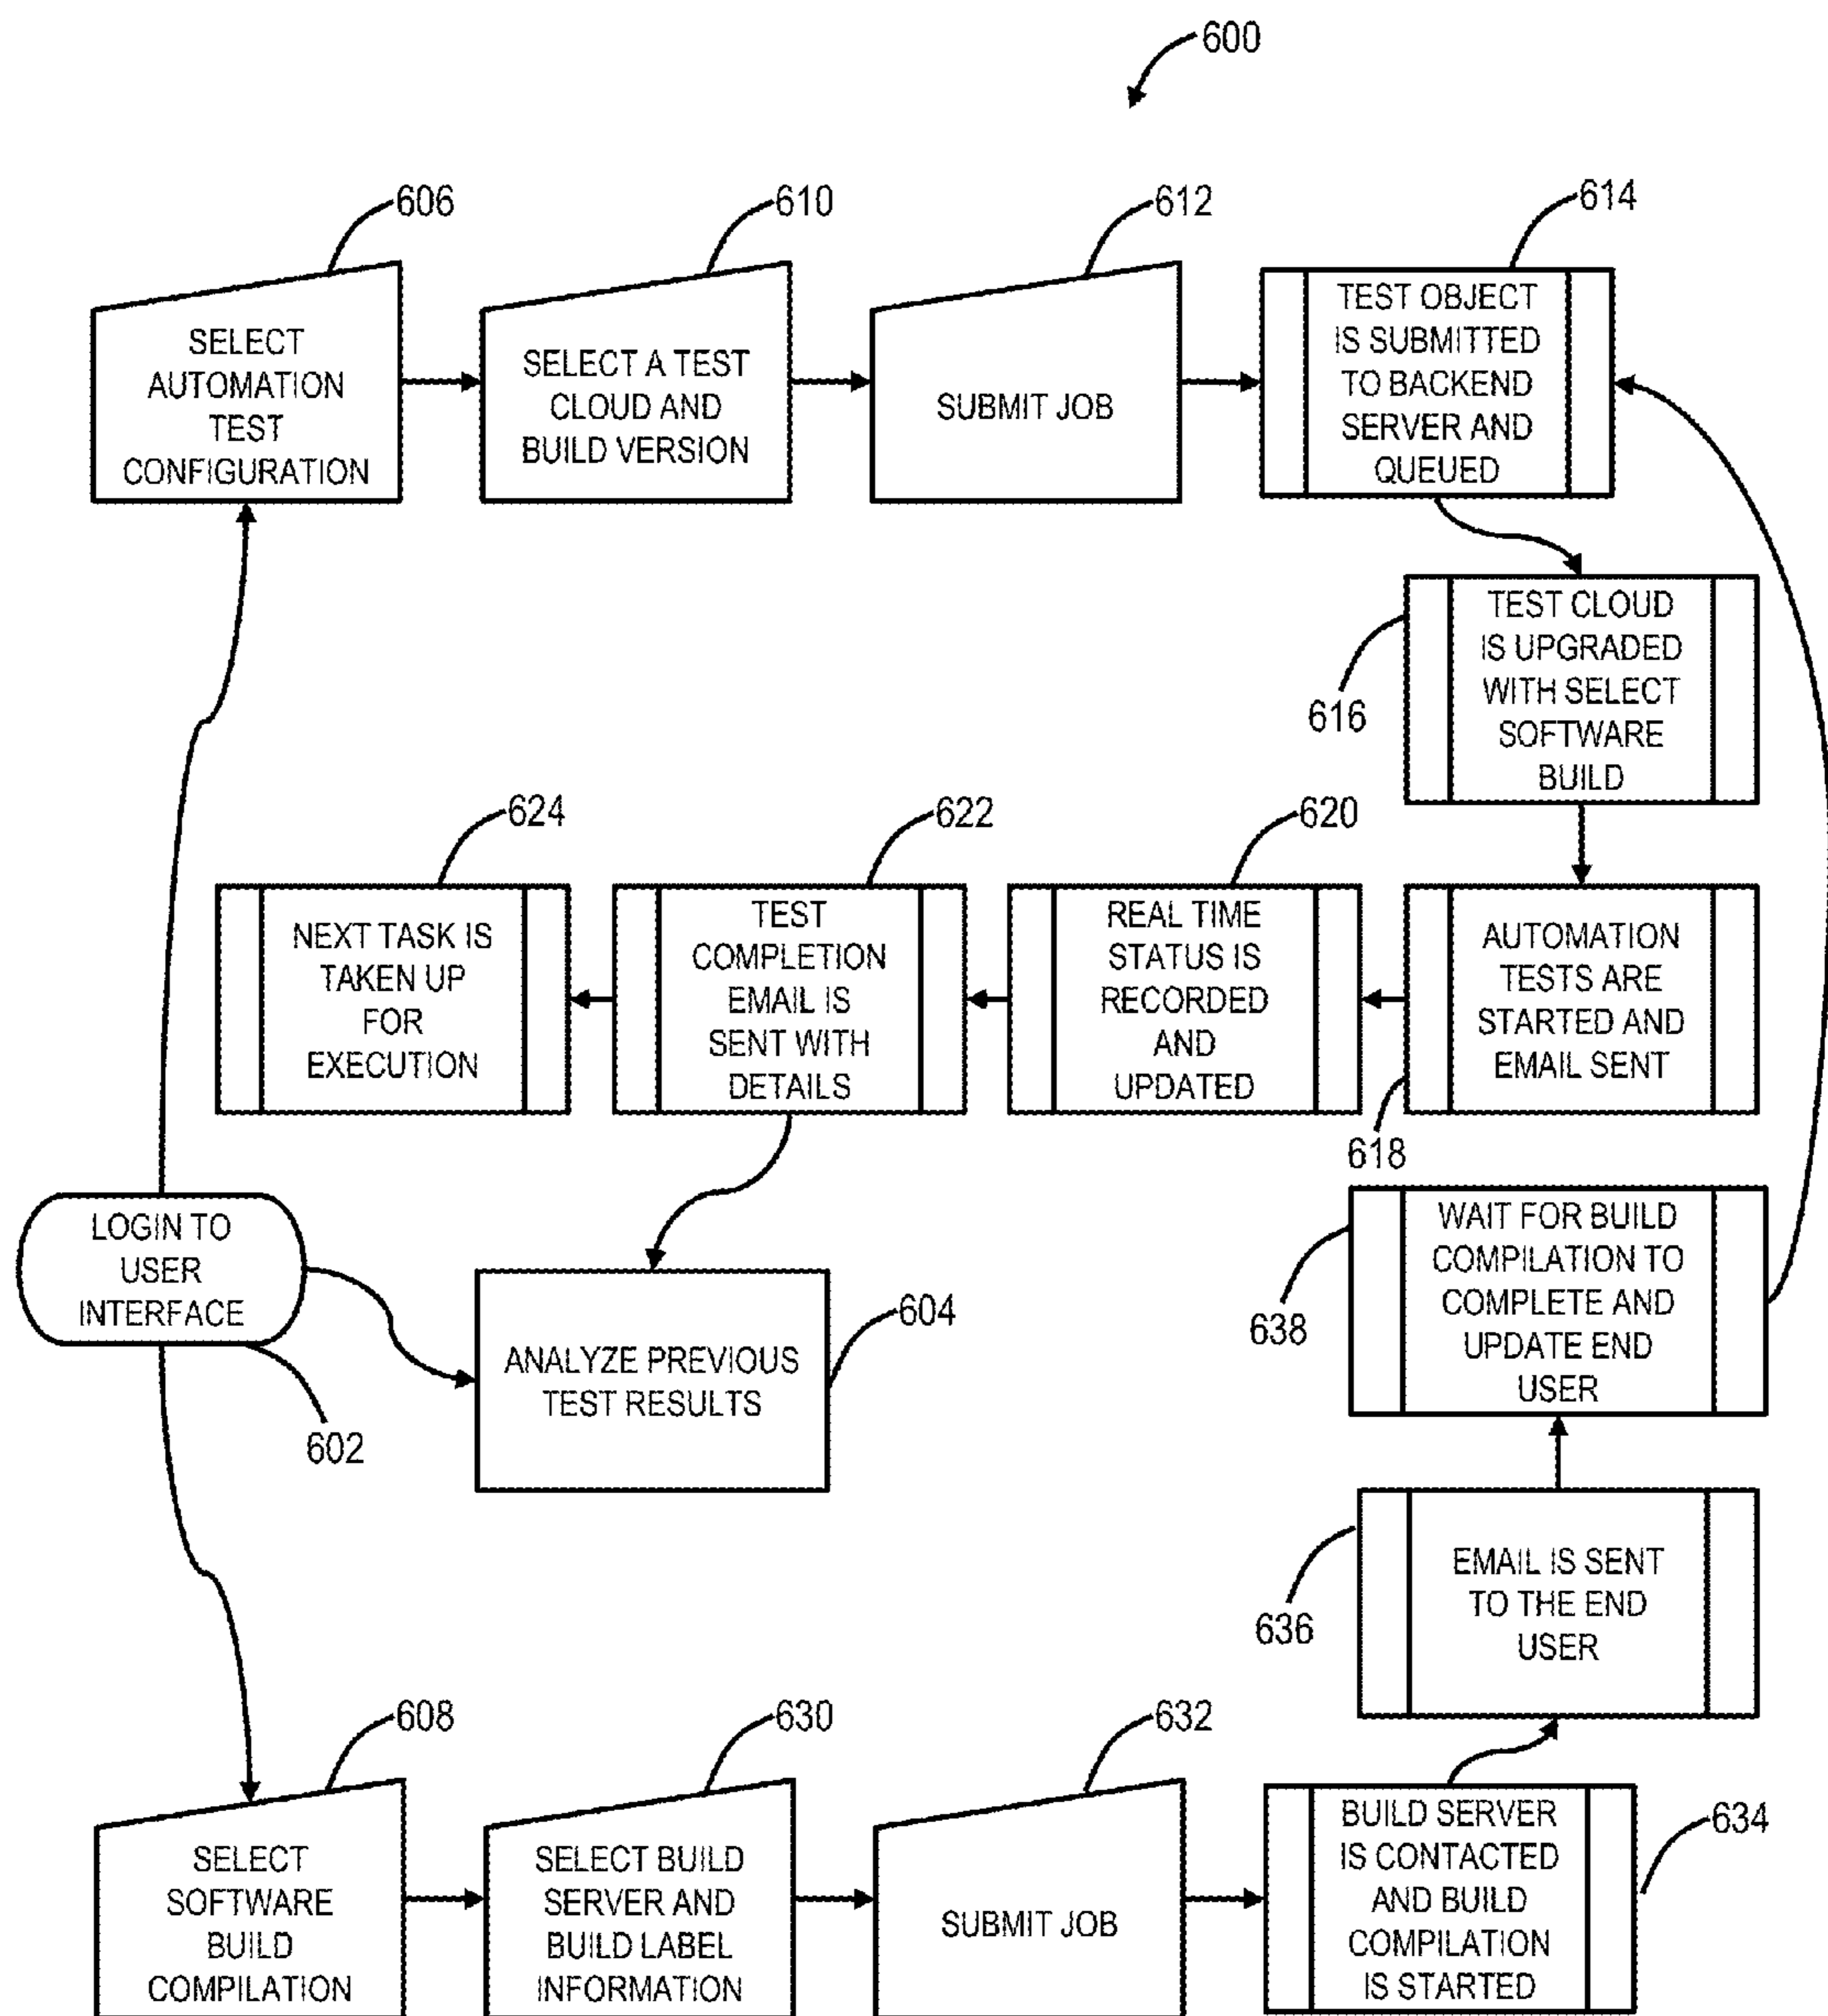 600
606
610
612
614
SELECT
AUTOMATION
TEST
CONFIGURATION
SELECT A TEST
CLOUD AND
BUILD VERSION
SUBMIT JOB
TEST OBJECT
IS SUBMITTED
TO BACKEND
SERVER AND
QUEUED
TEST CLOUD
IS UPGRADED
WITH SELECT
SOFTWARE
BUILD
616
624
622
620
NEXT TASK IS
TAKEN UP
FOR
EXECUTION
TEST
COMPLETION
EMAIL IS
SENT WITH
DETAILS
REAL TIME
STATUS IS
RECORDED
AND
UPDATED
AUTOMATION
TESTS ARE
STARTED AND
EMAIL SENT
618
LOGIN TO
USER
INTERFACE
602
ANALYZE PREVIOUS
TEST RESULTS
604
WAIT FOR BUILD
COMPILATION TO
COMPLETE AND
UPDATE END
USER
638
EMAIL IS SENT
TO THE END
USER
636
608
630
632
634
SELECT
SOFTWARE
BUILD
COMPILATION
SELECT BUILD
SERVER AND
BUILD LABEL
INFORMATION
SUBMIT JOB
BUILD SERVER
IS CONTACTED
AND BUILD
COMPILATION
IS STARTED